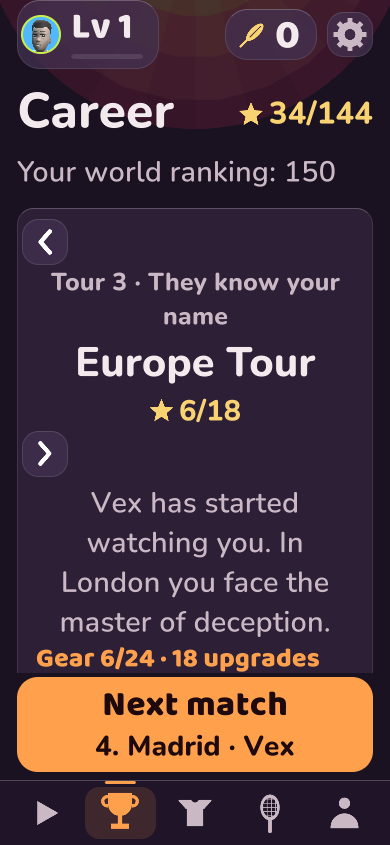 Lv 1
0
Career
34/144
Your world ranking: 150
Tour 3 · They know your
name
Europe Tour
6/18
Vex has started
watching you. In
London you face the
master of deception.
Gear 6/24 · 18 upgrades
Next match
4. Madrid · Vex